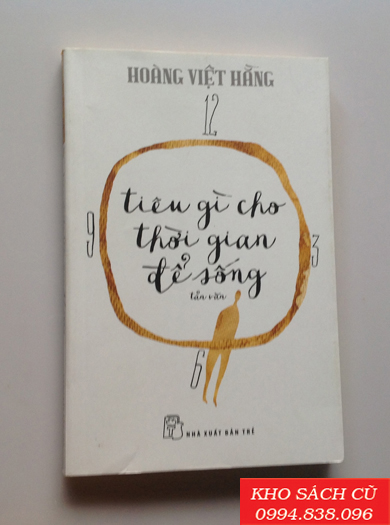 HOÀNG VIỆT HẰNG
12
9
3
6
tiêu gì cho
thời gian
để sống
tản văn
NHÀ XUẤT BẢN TRẺ
KHO SÁCH CŨ
0994.838.096